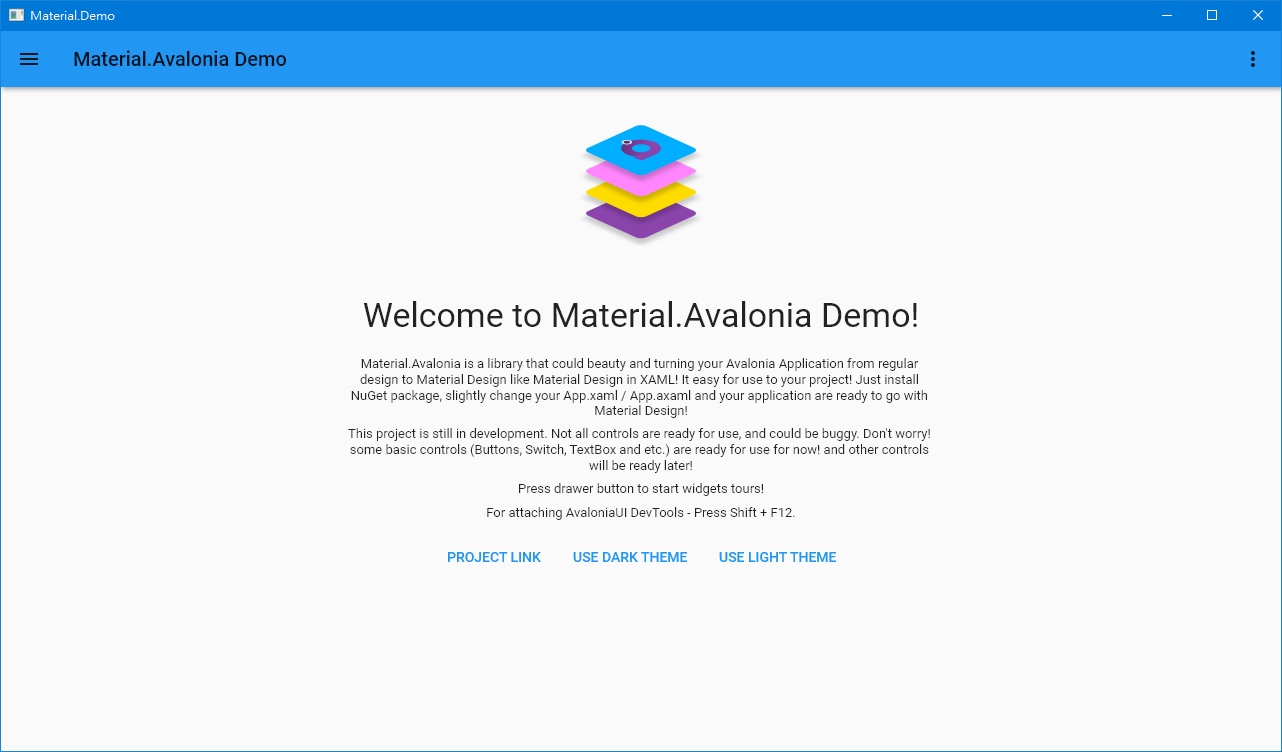 Material.Demo
Material.Avalonia Demo
Welcome to Material.Avalonia Demo!
Material.Avalonia is a library that could beauty and turning your Avalonia Application from regular
design to Material Design like Material Design in XAML! It easy for use to your project! Just install
NuGet package, slightly change your App.xaml / App.axaml and your application are ready to go with
Material Design!
This project is still in development. Not all controls are ready for use, and could be buggy. Don't worry!
some basic controls (Buttons, Switch, TextBox and etc.) are ready for use for now! and other controls
will be ready later!
Press drawer button to start widgets tours!
For attaching AvaloniaUI DevTools - Press Shift + F12.
PROJECT LINK USE DARK THEME USE LIGHT THEME